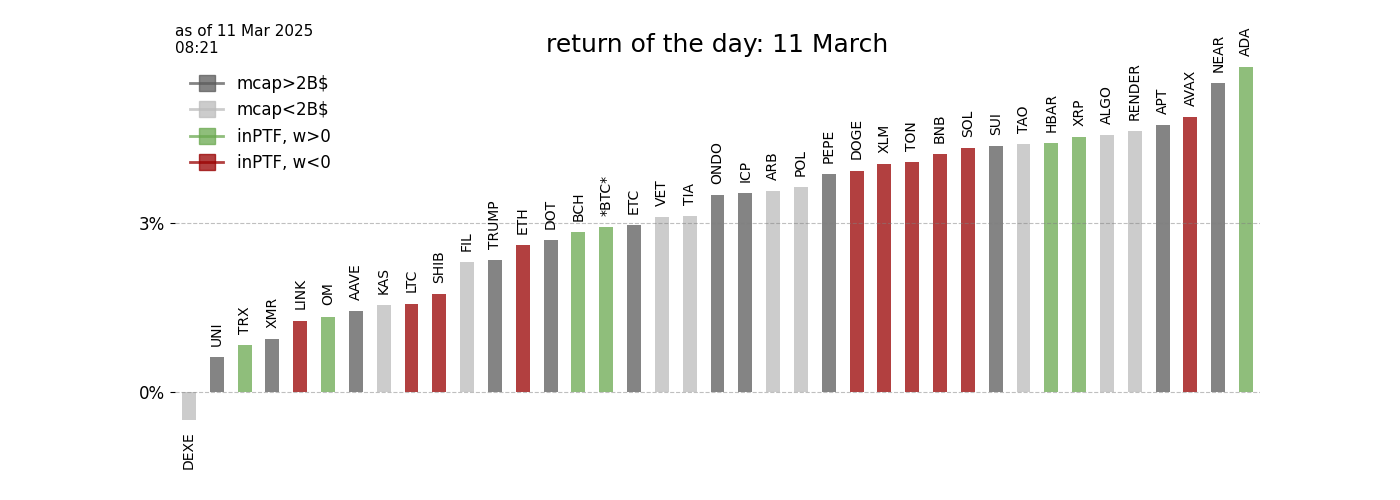 as of 11 Mar 2025
08:21
return of the day: 11 March
mcap>2B$
mcap<2B$
inPTF, w>0
inPTF, w<0
3%
0%
DEXE
UNI
TRX
XMR
LINK
OM
AAVE
KAS
LTC
SHIB
FIL
TRUMP
ETH
DOT
BCH
*BTC*
ETC
VET
TIA
ONDO
ICP
ARB
POL
PEPE
DOGE
XLM
TON
BNB
SOL
SUI
TAO
HBAR
XRP
ALGO
RENDER
APT
AVAX
NEAR
ADA